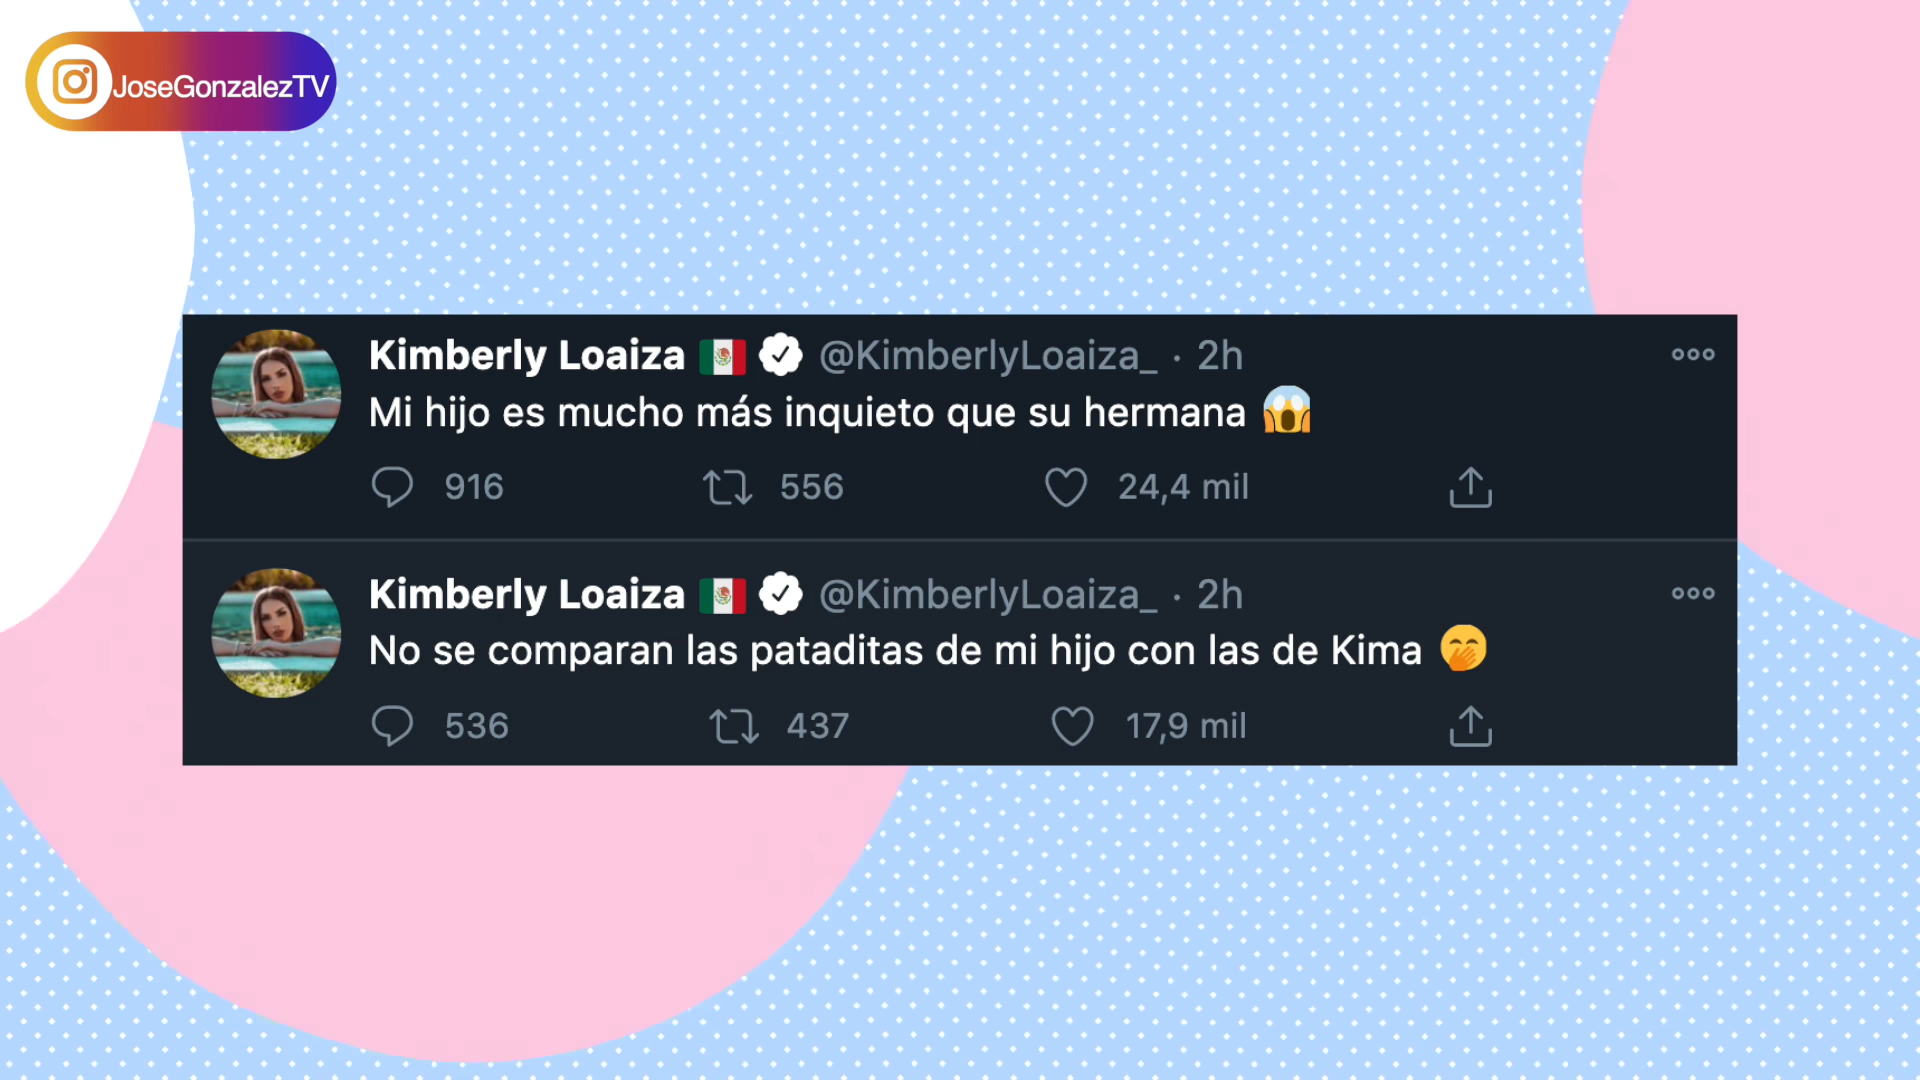 JoseGonzalezTV
Kimberly Loaiza 🇲🇽 @KimberlyLoaiza_ · 2h
Mi hijo es mucho más inquieto que su hermana 😱
916 556 24,4 mil
Kimberly Loaiza 🇲🇽 @KimberlyLoaiza_ · 2h
No se comparan las pataditas de mi hijo con las de Kima 🤭
536 437 17,9 mil